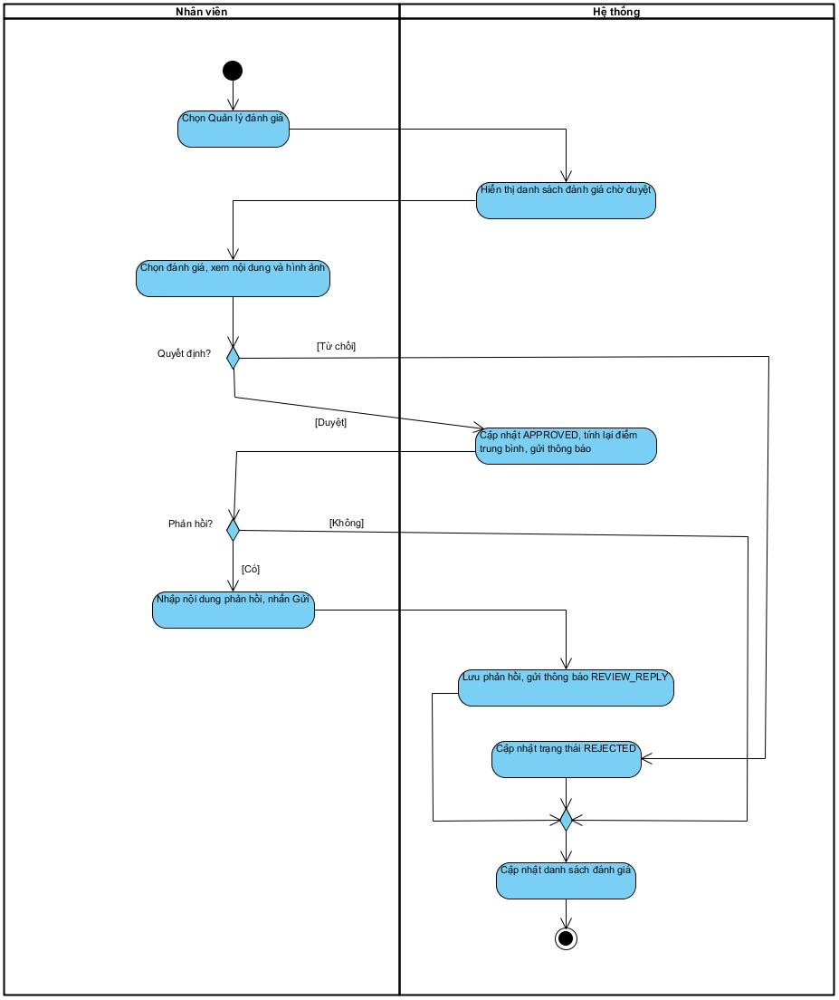 Nhân viên
Hệ thống
Chọn Quản lý đánh giá
Hiển thị danh sách đánh giá chờ duyệt
Chọn đánh giá, xem nội dung và hình ảnh
Quyết định?
[Từ chối]
[Duyệt]
Cập nhật APPROVED, tính lại điểm
trung bình, gửi thông báo
Phản hồi?
[Không]
[Có]
Nhập nội dung phản hồi, nhấn Gửi
Lưu phản hồi, gửi thông báo REVIEW_REPLY
Cập nhật trạng thái REJECTED
Cập nhật danh sách đánh giá